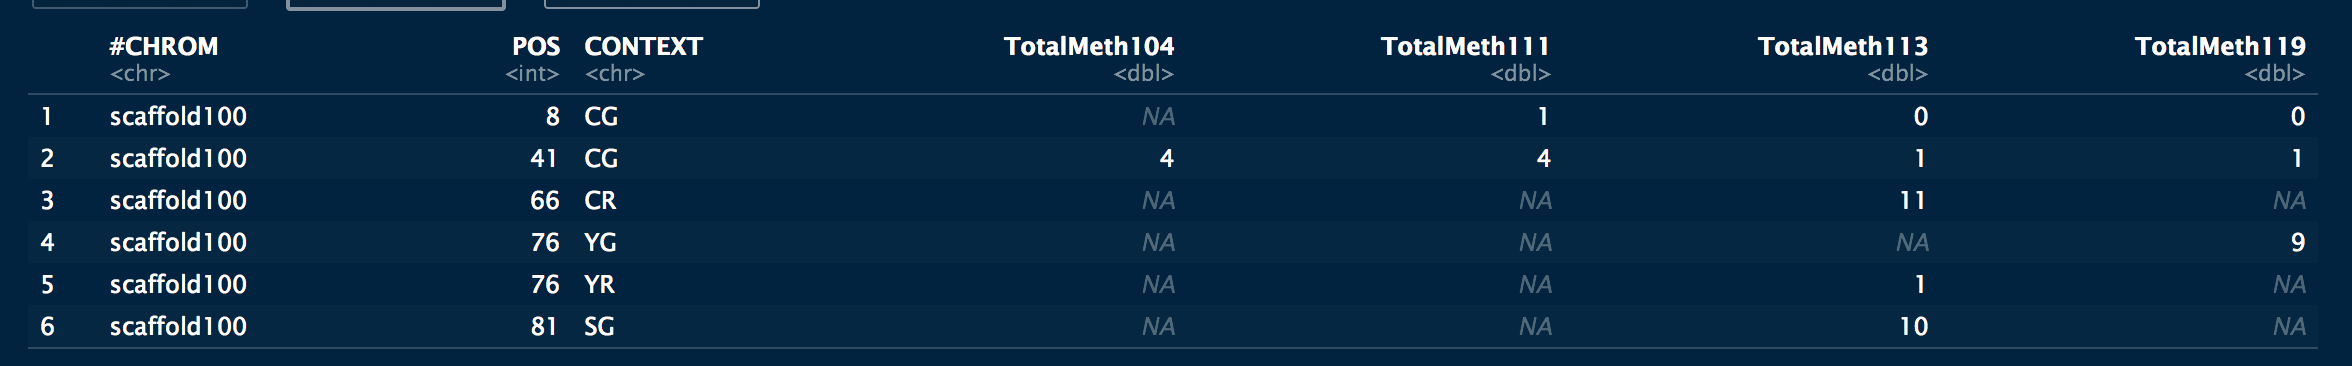 #CHROM POS CONTEXT TotalMeth104 TotalMeth111 TotalMeth113 TotalMeth119
<chr> <int> <chr> <dbl> <dbl> <dbl> <dbl>
1 scaffold100 8 CG NA 1 0 0
2 scaffold100 41 CG 4 4 1 1
3 scaffold100 66 CR NA NA 11 NA
4 scaffold100 76 YG NA NA NA 9
5 scaffold100 76 YR NA NA 1 NA
6 scaffold100 81 SG NA NA 10 NA